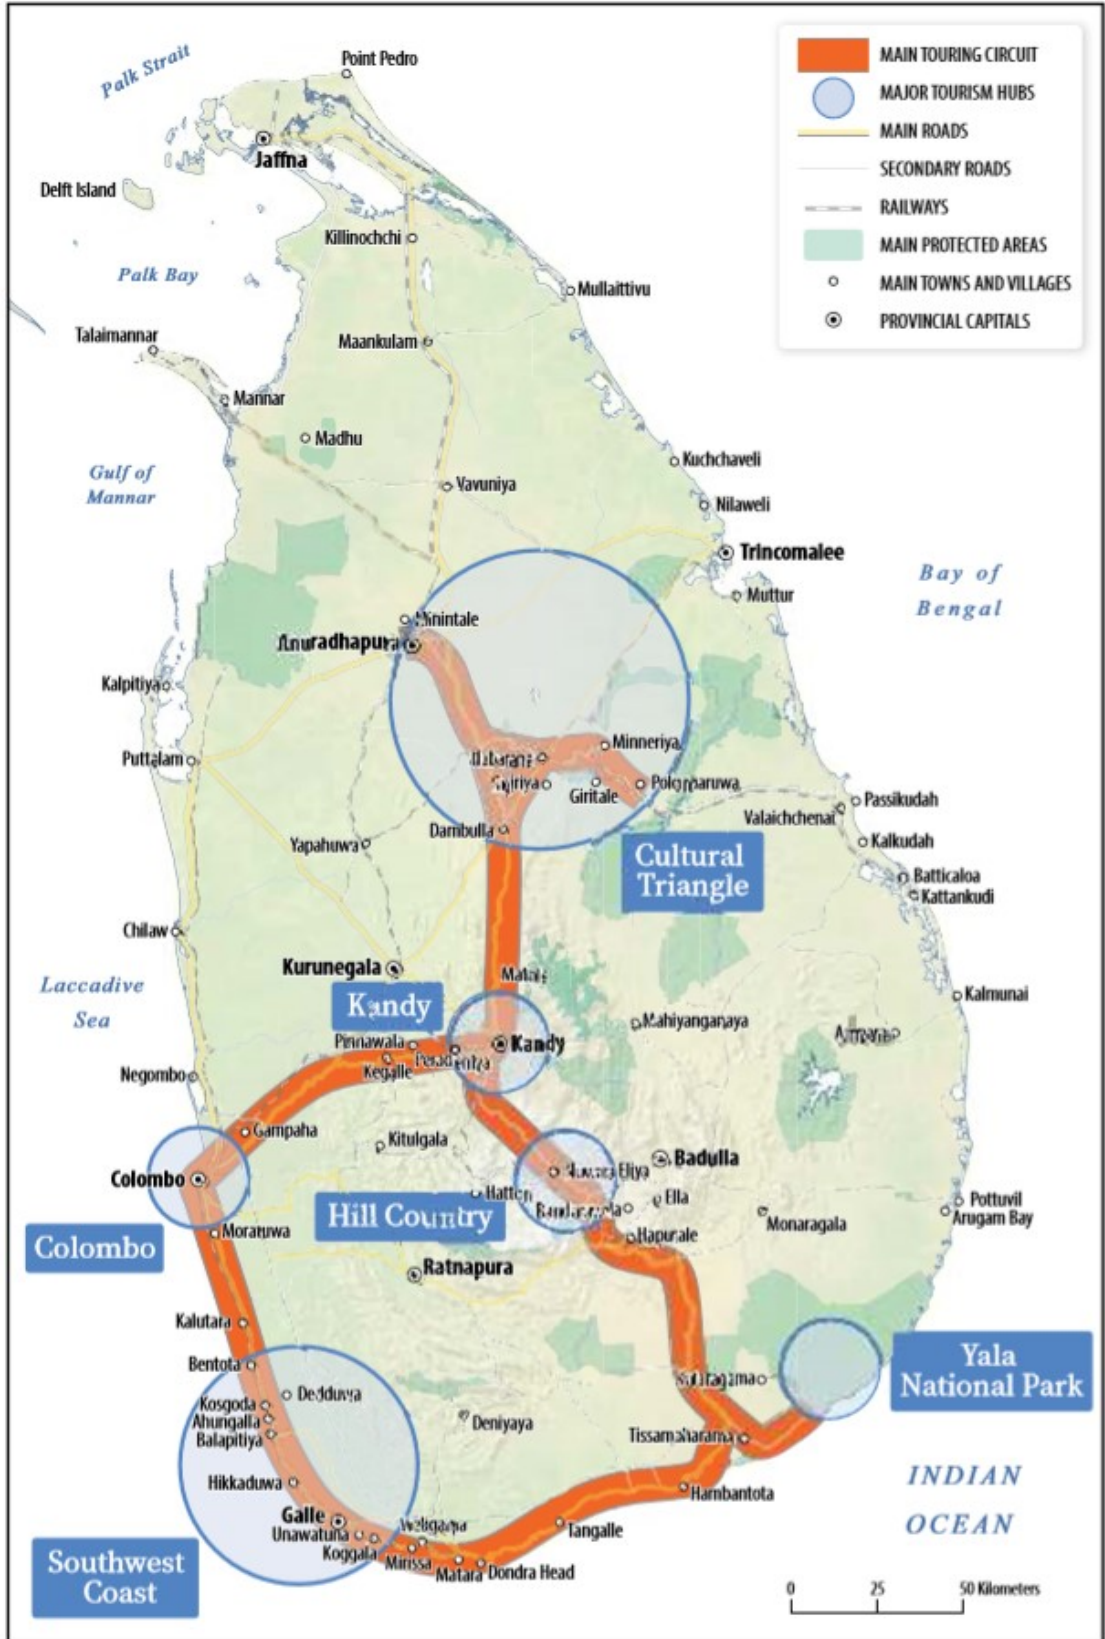 Palk Strait
Point Pedro
Jaffna
Delft Island
Killinochchi
Palk Bay
Mullaittivu
Talaimannar
Maankulam
Mannar
Madhu
Kuchchaveli
Gulf of
Mannar
Vavuniya
Nilaweli
Trincomalee
Bay of
Bengal
Muttur
Kalpitiya
Puttalam
Minneriya
Giritale
Passikudah
Valaichchenai
Dambulla
Yapahuwa
Kalkudah
Cultural
Triangle
Batticaloa
Kattankudi
Chilaw
Kurunegala
Laccadive
Sea
Kandy
Kalmunai
Mahiyanganaya
Pinnawala
Kandy
Kegalle
Negombo
Gampaha
Kitulgala
Badulla
Colombo
Hatton
Ella
Pottuvil
Arugam Bay
Hill Country
Monaragala
Moratuwa
Colombo
Ratnapura
Kalutara
Bentota
Yala
National Park
Kosgoda
Ahungalla
Balapitiya
Deniyaya
Hikkaduwa
INDIAN
OCEAN
Hambantota
Galle
Unawatuna
Koggala
Tangalle
Mirissa
Matara
Dondra Head
Southwest
Coast
0 25 50 Kilometers
MAIN TOURING CIRCUIT
MAJOR TOURISM HUBS
MAIN ROADS
SECONDARY ROADS
RAILWAYS
MAIN PROTECTED AREAS
MAIN TOWNS AND VILLAGES
PROVINCIAL CAPITALS